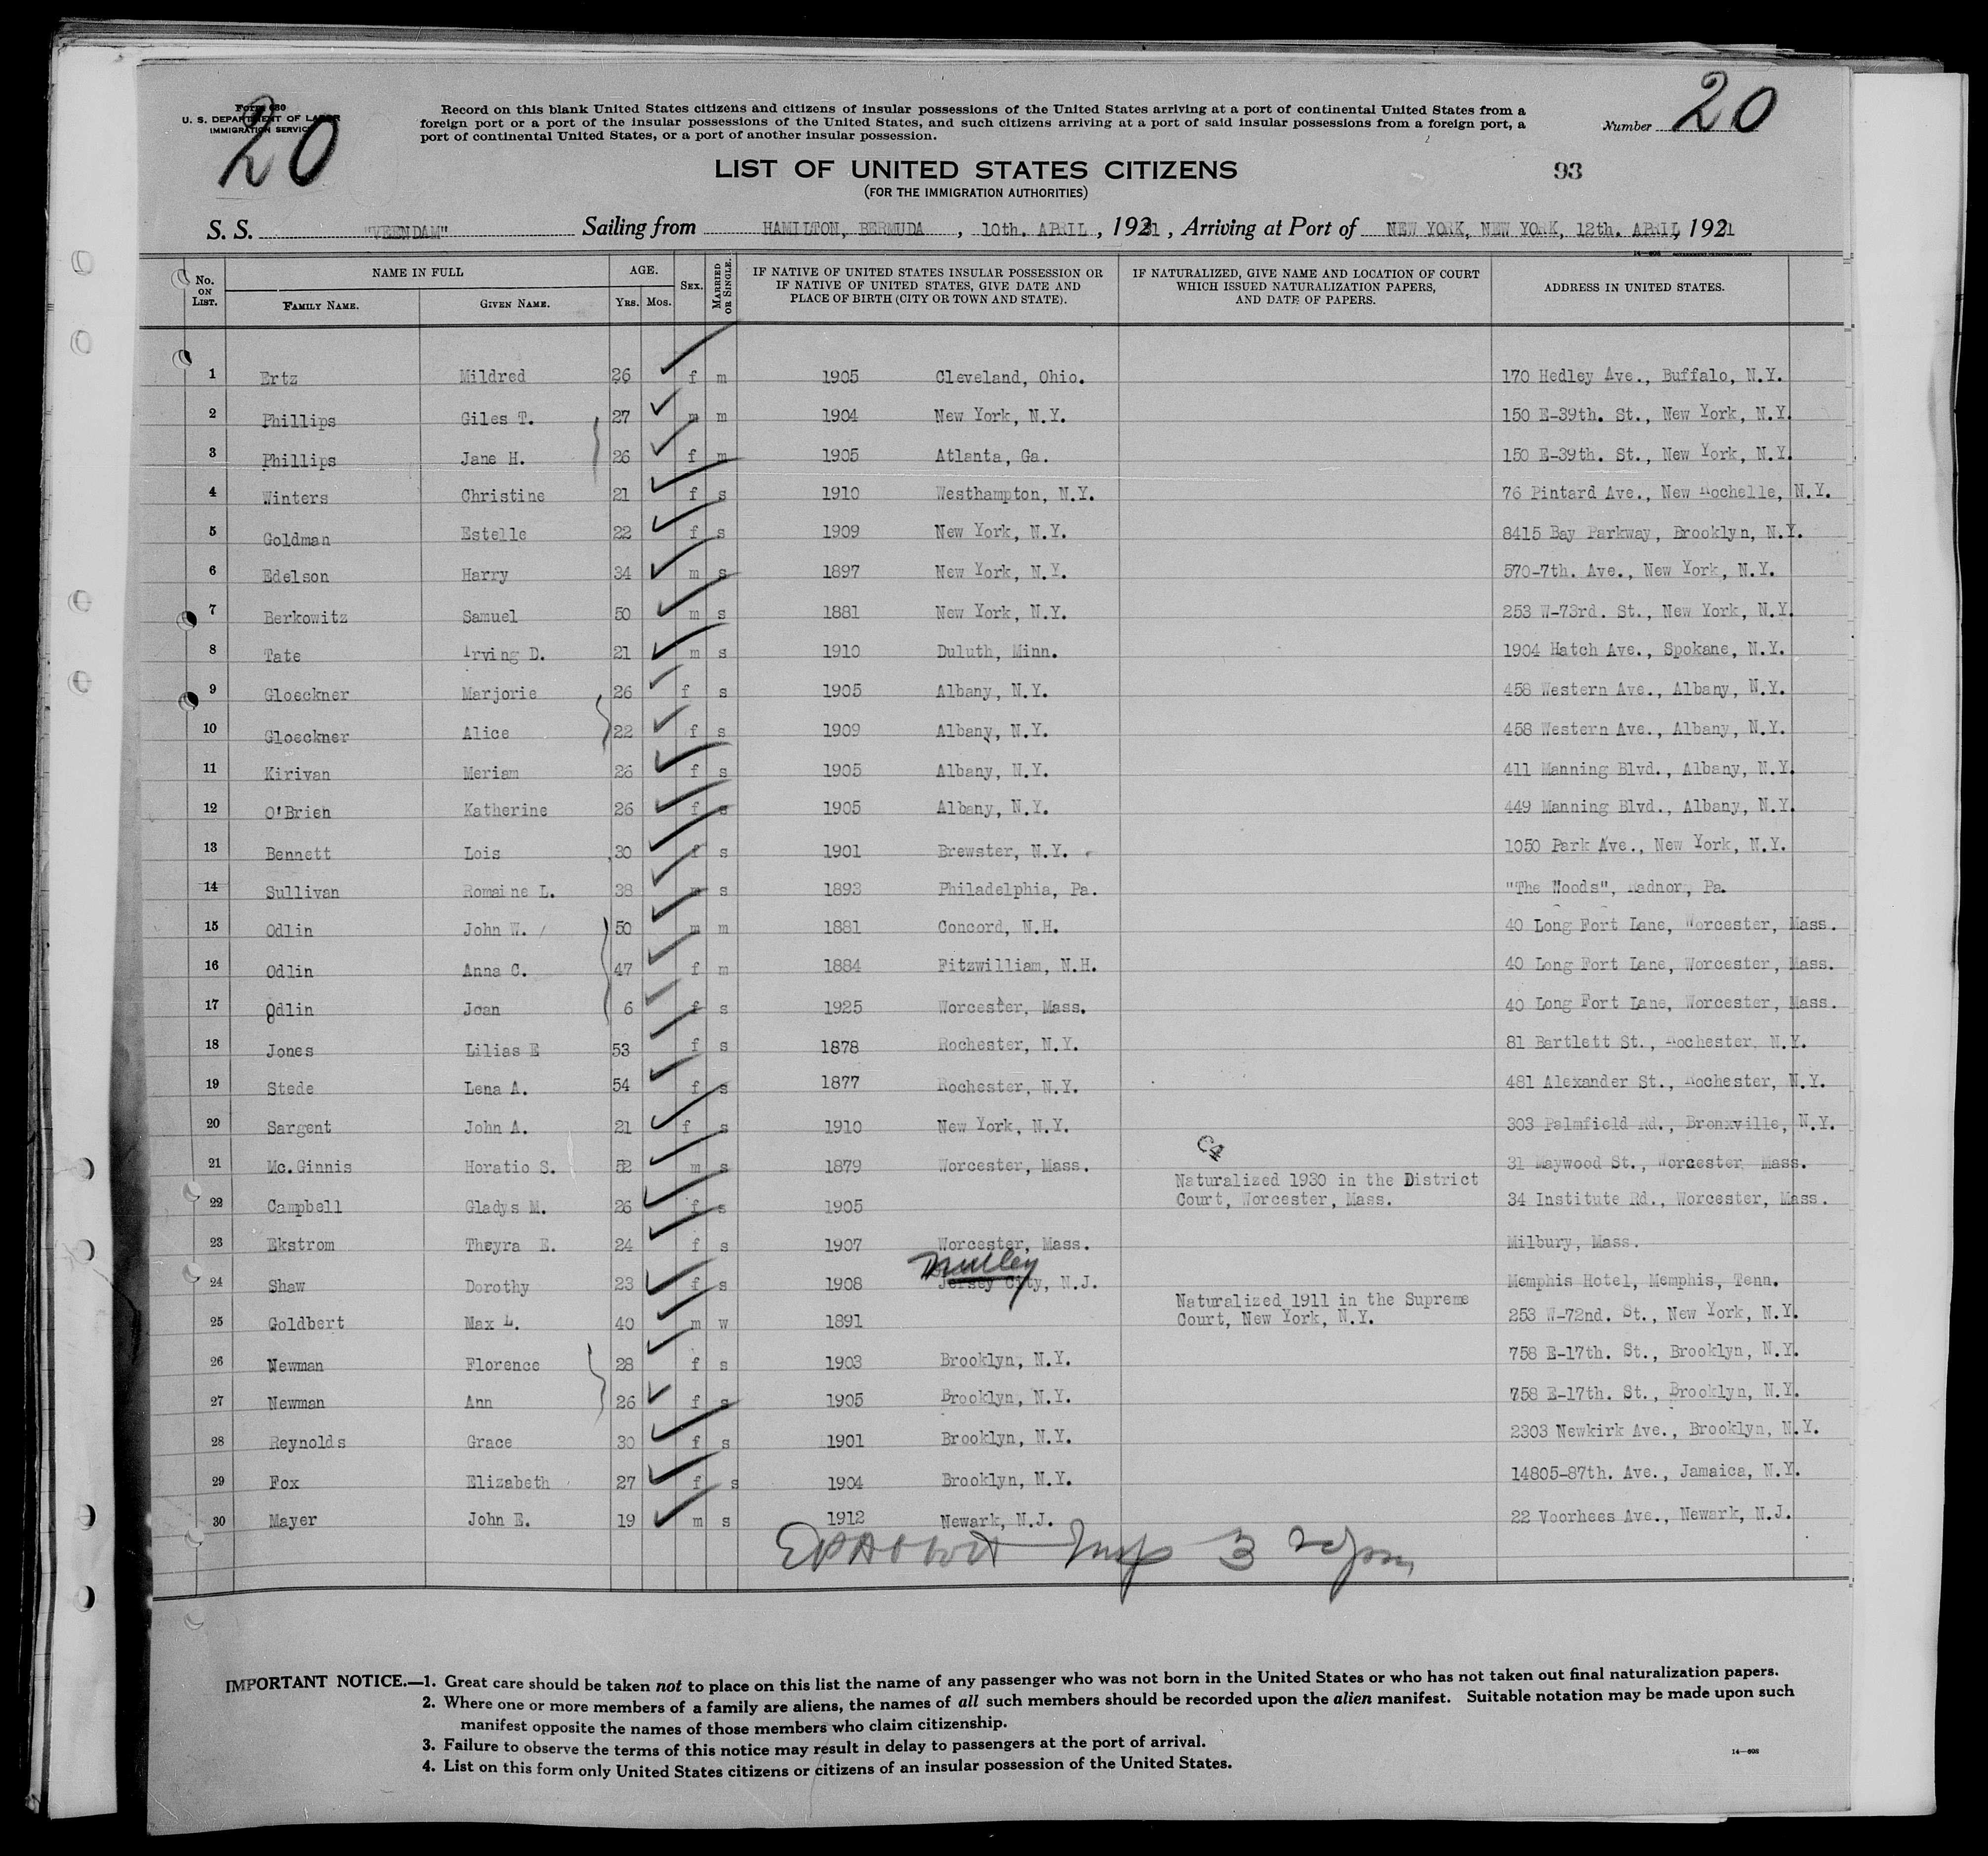 Form 630
U. S. DEPARTMENT OF LABOR
IMMIGRATION SERVICE
20
Record on this blank United States citizens and citizens of insular possessions of the United States arriving at a port of continental United States from a
foreign port or a port of the insular possessions of the United States, and such citizens arriving at a port of said insular possessions from a foreign port, a
port of continental United States, or a port of another insular possession.
Number 20
LIST OF UNITED STATES CITIZENS
(FOR THE IMMIGRATION AUTHORITIES)
93
S. S. "VEENDAM" Sailing from HAMILTON, BERMUDA, 10th. APRIL, 1931, Arriving at Port of NEW YORK, NEW YORK, 12th. APRIL, 1921
No. ON LIST. NAME IN FULL FAMILY NAME. GIVEN NAME. AGE. YRS. MOS. SEX. MARRIED OR SINGLE. IF NATIVE OF UNITED STATES INSULAR POSSESSION OR IF NATIVE OF UNITED STATES, GIVE DATE AND PLACE OF BIRTH (CITY OR TOWN AND STATE). IF NATURALIZED, GIVE NAME AND LOCATION OF COURT WHICH ISSUED NATURALIZATION PAPERS, AND DATE OF PAPERS. ADDRESS IN UNITED STATES.
1 Ertz Mildred 26 f m 1905 Cleveland, Ohio. 170 Hedley Ave., Buffalo, N.Y.
2 Phillips Giles T. 27 m m 1904 New York, N.Y. 150 E-39th. St., New York, N.Y.
3 Phillips Jane H. 26 f m 1905 Atlanta, Ga. 150 E-39th. St., New York, N.Y.
4 Winters Christine 21 f s 1910 Westhampton, N.Y. 76 Pintard Ave., New Rochelle, N.Y.
5 Goldman Estelle 22 f s 1909 New York, N.Y. 8415 Bay Parkway, Brooklyn, N.Y.
6 Edelson Harry 34 m s 1897 New York, N.Y. 570-7th. Ave., New York, N.Y.
7 Berkowitz Samuel 50 m s 1881 New York, N.Y. 253 W-73rd. St., New York, N.Y.
8 Tate Irving D. 21 m s 1910 Duluth, Minn. 1904 Hatch Ave., Spokane, N.Y.
9 Gloeckner Marjorie 26 f s 1905 Albany, N.Y. 458 Western Ave., Albany, N.Y.
10 Gloeckner Alice 22 f s 1909 Albany, N.Y. 458 Western Ave., Albany, N.Y.
11 Kirivan Meriam 26 f s 1905 Albany, N.Y. 411 Manning Blvd., Albany, N.Y.
12 O'Brien Katherine 26 f s 1905 Albany, N.Y. 449 Manning Blvd., Albany, N.Y.
13 Bennett Lois 30 f s 1901 Brewster, N.Y. 1050 Park Ave., New York, N.Y.
14 Sullivan Romaine L. 38 m s 1893 Philadelphia, Pa. "The Woods", Radnor, Pa.
15 Odlin John W. 50 m m 1881 Concord, N.H. 40 Long Fort Lane, Worcester, Mass.
16 Odlin Anna C. 47 f m 1884 Fitzwilliam, N.H. 40 Long Fort Lane, Worcester, Mass.
17 Odlin Joan 6 f s 1925 Worcester, Mass. 40 Long Fort Lane, Worcester, Mass.
18 Jones Lilias E 53 f s 1878 Rochester, N.Y. 81 Bartlett St., Rochester, N.Y.
19 Stede Lena A. 54 f s 1877 Rochester, N.Y. 481 Alexander St., Rochester, N.Y.
20 Sargent John A. 21 f s 1910 New York, N.Y. 303 Palmfield Rd., Bronxville, N.Y.
21 Mc.Ginnis Horatio S. 52 m s 1879 Worcester, Mass. 31 Maywood St., Worcester, Mass.
22 Campbell Gladys M. 26 f s 1905 Naturalized 1930 in the District Court, Worcester, Mass. 34 Institute Rd., Worcester, Mass.
23 Ekstrom Theyra E. 24 f s 1907 Worcester, Mass. Milbury, Mass.
24 Shaw Dorothy 23 f s 1908 Jersey City, N.J. Memphis Hotel, Memphis, Tenn.
25 Goldbert Max L. 40 m w 1891 Naturalized 1911 in the Supreme Court, New York, N.Y. 253 W-72nd. St., New York, N.Y.
26 Newman Florence 28 f s 1903 Brooklyn, N.Y. 758 E-17th. St., Brooklyn, N.Y.
27 Newman Ann 26 f s 1905 Brooklyn, N.Y. 758 E-17th. St., Brooklyn, N.Y.
28 Reynolds Grace 30 f s 1901 Brooklyn, N.Y. 2303 Newkirk Ave., Brooklyn, N.Y.
29 Fox Elizabeth 27 f s 1904 Brooklyn, N.Y. 14805-87th. Ave., Jamaica, N.Y.
30 Mayer John E. 19 m s 1912 Newark, N.J. 22 Voorhees Ave., Newark, N.J.
Insp 3
IMPORTANT NOTICE.—1. Great care should be taken not to place on this list the name of any passenger who was not born in the United States or who has not taken out final naturalization papers.
2. Where one or more members of a family are aliens, the names of all such members should be recorded upon the alien manifest. Suitable notation may be made upon such
manifest opposite the names of those members who claim citizenship.
3. Failure to observe the terms of this notice may result in delay to passengers at the port of arrival.
4. List on this form only United States citizens or citizens of an insular possession of the United States.
14—608